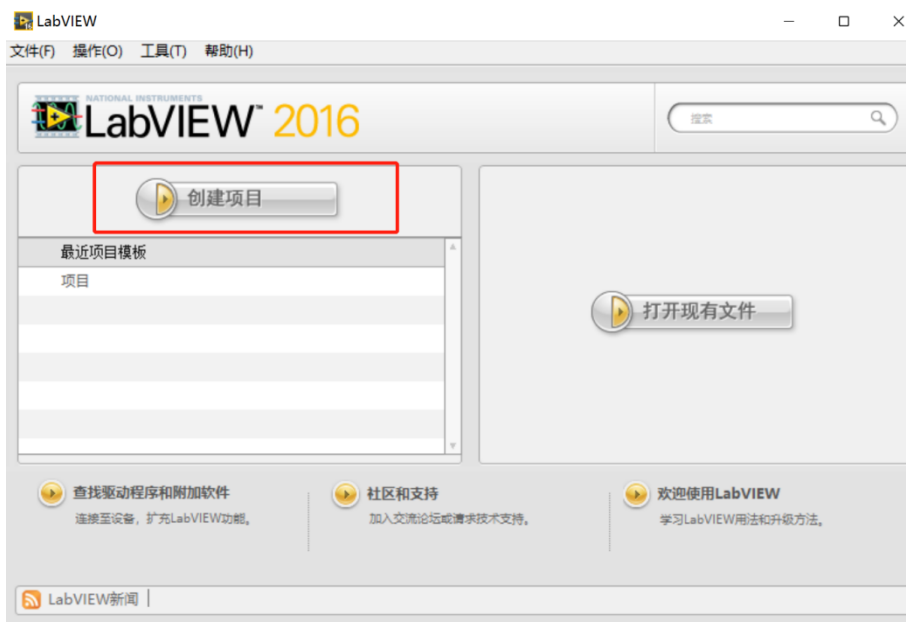 LabVIEW
文件(F) 操作(O) 工具(T) 帮助(H)
NATIONAL INSTRUMENTS
LabVIEW™ 2016
搜索
创建项目
最近项目模板
项目
打开现有文件
查找驱动程序和附加软件
连接至设备，扩充LabVIEW功能。
社区和支持
加入交流论坛或请求技术支持。
欢迎使用LabVIEW
学习LabVIEW用法和升级方法。
LabVIEW新闻